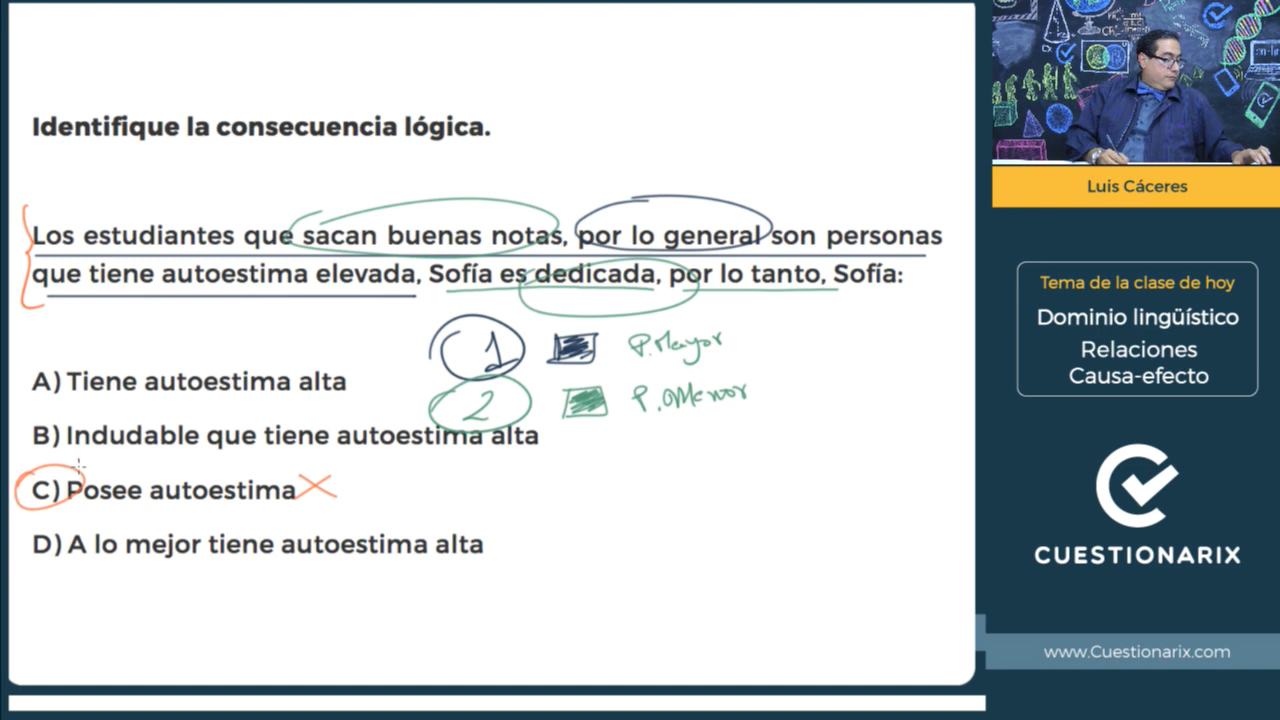 Identifique la consecuencia lógica.
Los estudiantes que sacan buenas notas, por lo general son personas
que tiene autoestima elevada, Sofía es dedicada, por lo tanto, Sofía:
1 P. Mayor
2 P. Menor
A) Tiene autoestima alta
B) Indudable que tiene autoestima alta
C) Posee autoestima
D) A lo mejor tiene autoestima alta
Luis Cáceres
Tema de la clase de hoy
Dominio lingüístico
Relaciones
Causa-efecto
CUESTIONARIX
www.Cuestionarix.com